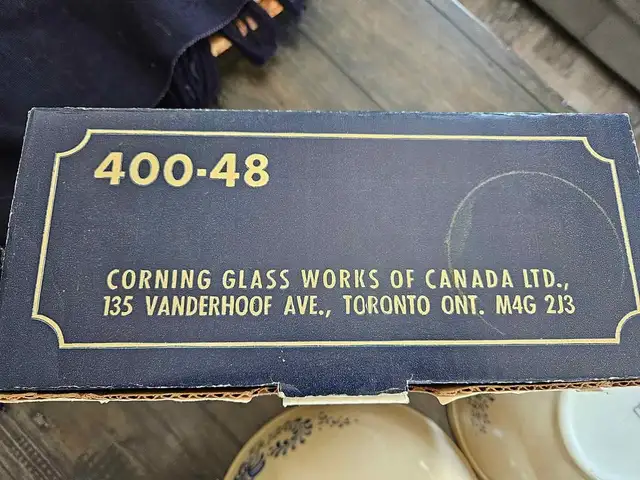 400-48
CORNING GLASS WORKS OF CANADA LTD.,
135 VANDERHOOF AVE., TORONTO ONT. M4G 2J3